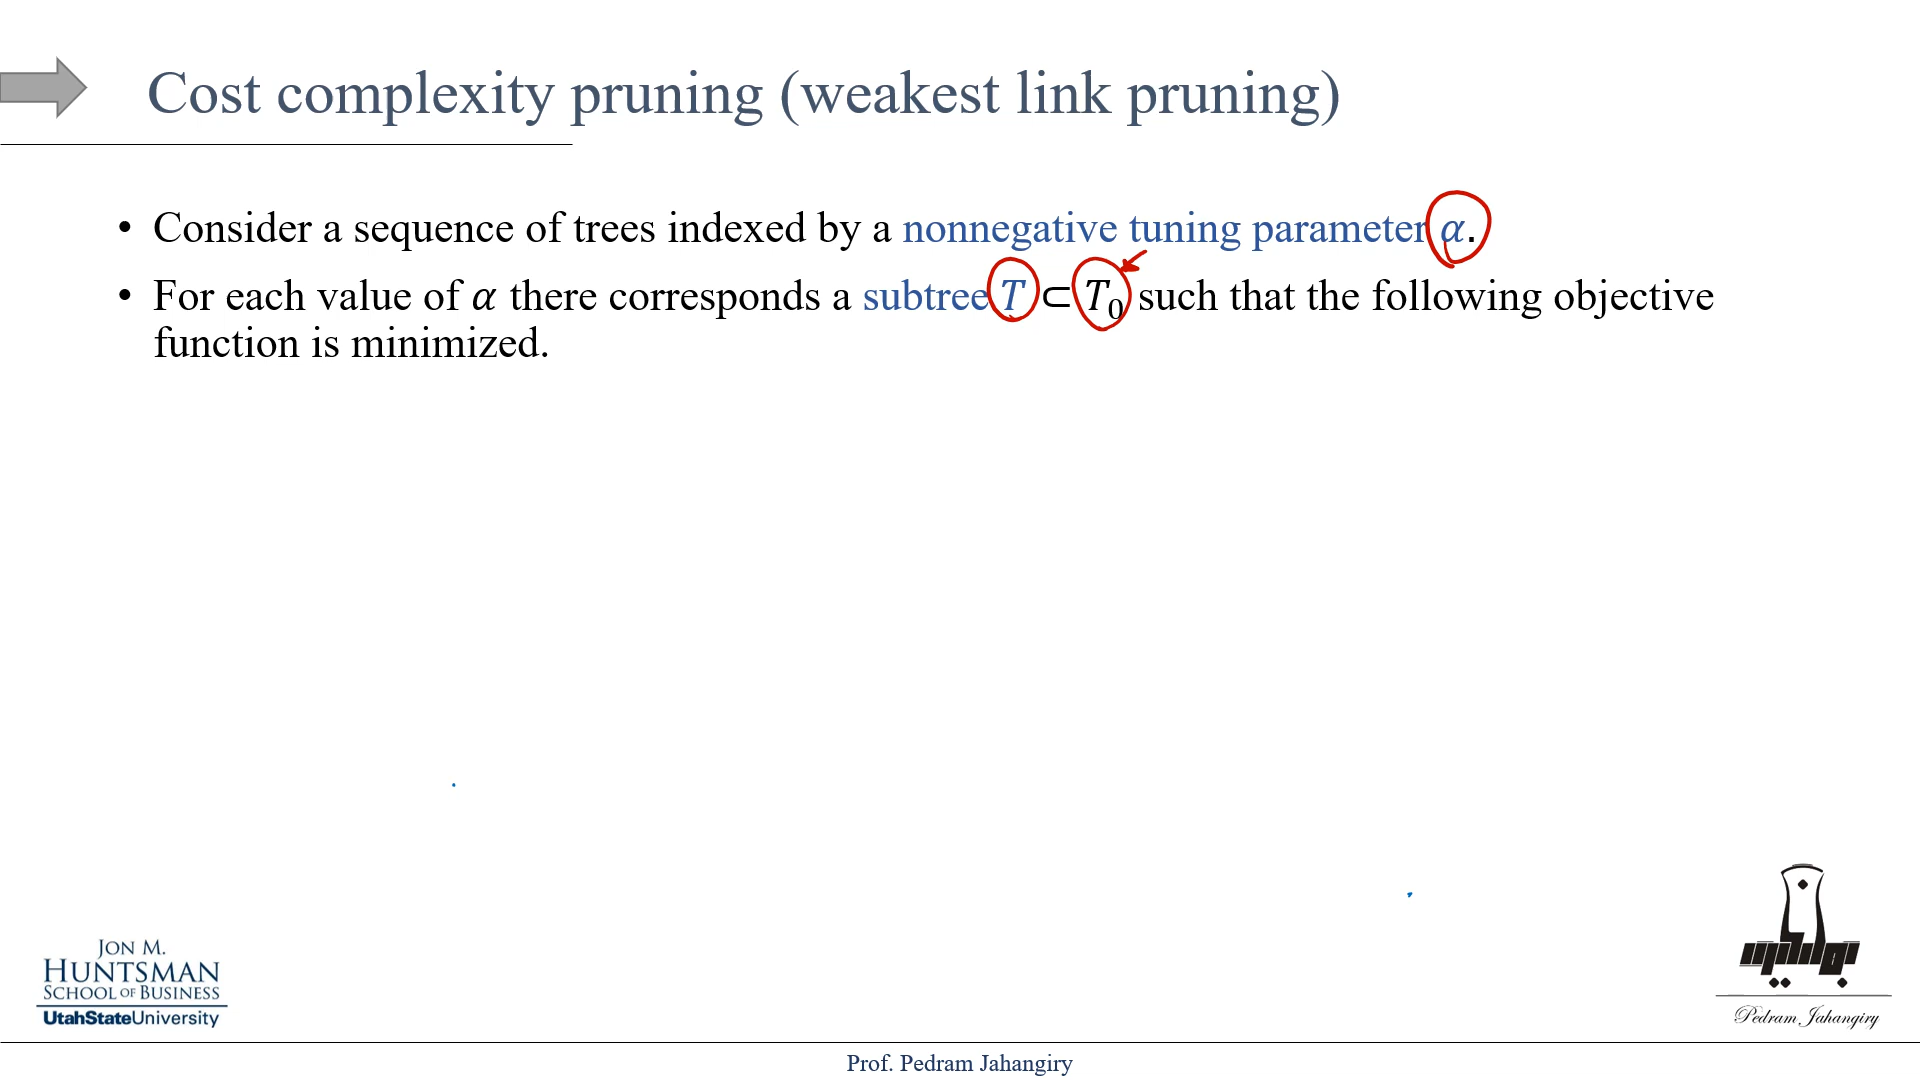 Cost complexity pruning (weakest link pruning)
• Consider a sequence of trees indexed by a nonnegative tuning parameter α.
• For each value of α there corresponds a subtree T ⊂ T₀ such that the following objective
function is minimized.
JON M.
HUNTSMAN
SCHOOL OF BUSINESS
UtahStateUniversity
Pedram Jahangiry
Prof. Pedram Jahangiry